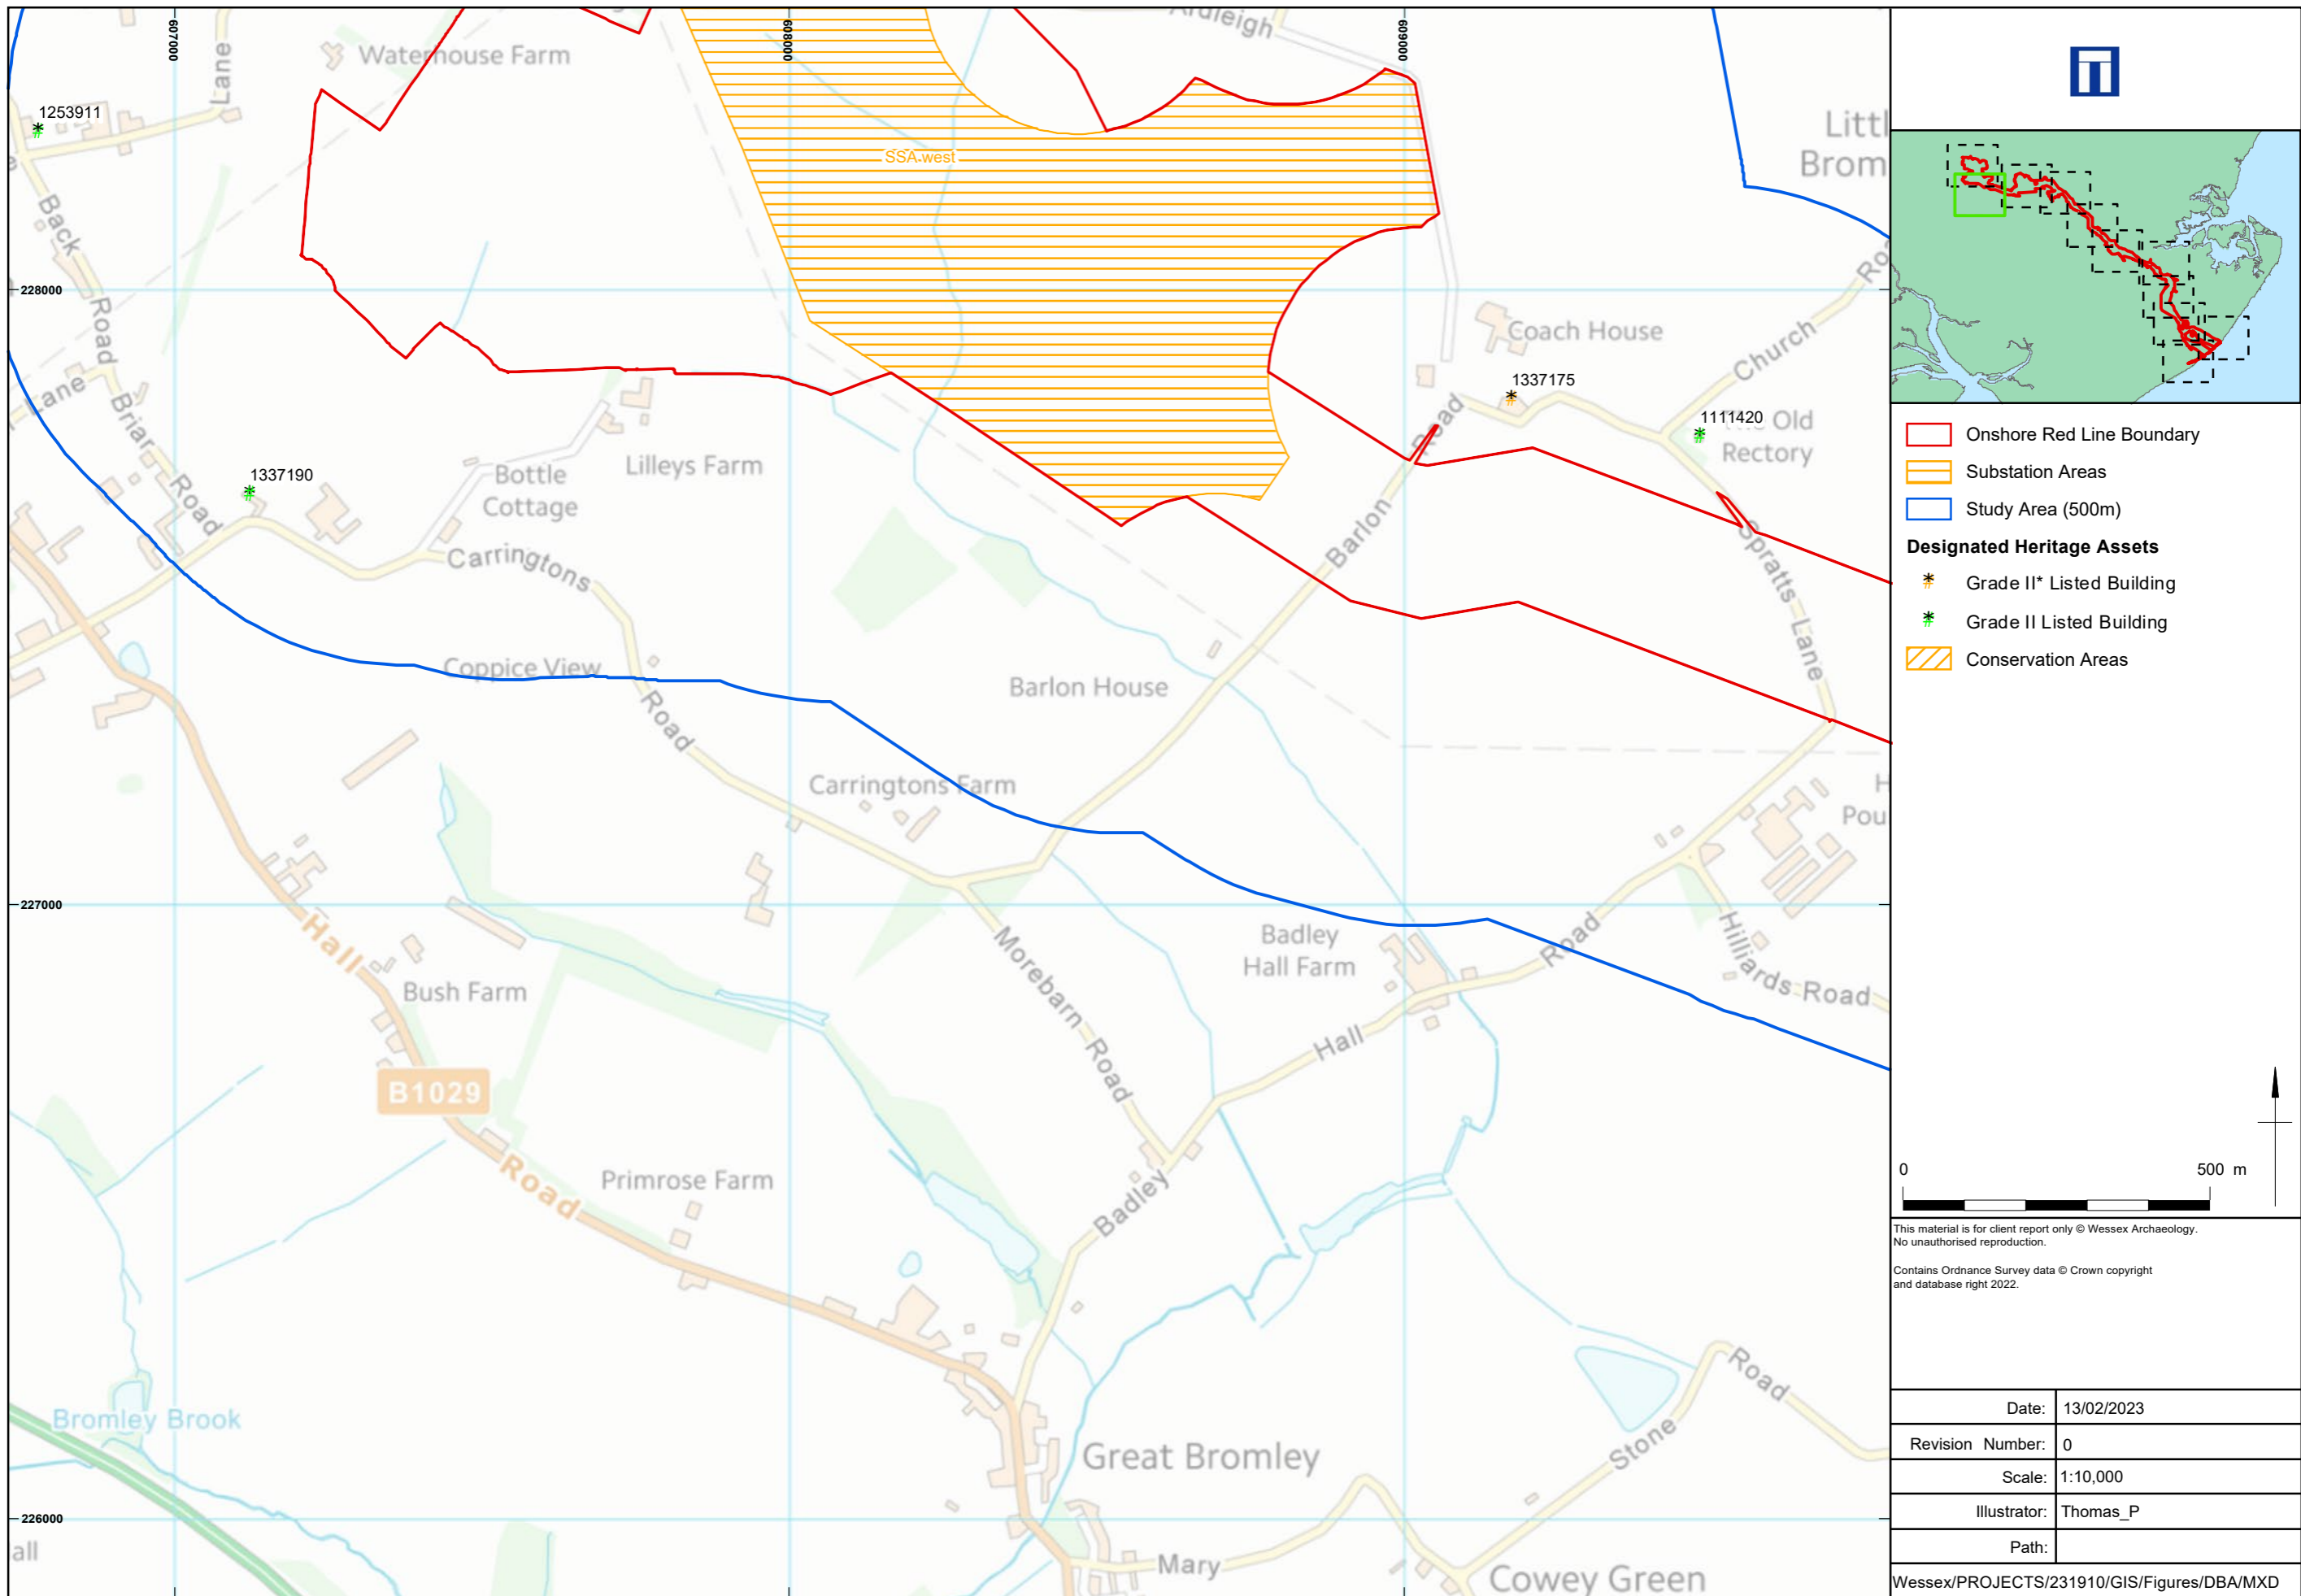 607000
608000
609000
228000
227000
226000
Waterhouse Farm
Lane
1253911
Back
Road
Ardleigh
SSA west
Littl
Brom
Coach House
Church
Ro
1337175
1111420
Old
Rectory
Lane
Briar
Road
1337190
Bottle
Cottage
Lilleys Farm
Carringtons
Road
Barlon
Road
Spratts Lane
Coppice View
Barlon House
Carringtons Farm
H
Pou
Hall
Road
Badley
Hall Farm
Hilliards Road
Bush Farm
Morebarn Road
Hall
B1029
Primrose Farm
Badley
Road
Bromley Brook
Great Bromley
Stone
Road
all
Mary
Cowey Green
Onshore Red Line Boundary
Substation Areas
Study Area (500m)
Designated Heritage Assets
Grade II* Listed Building
Grade II Listed Building
Conservation Areas
0 500 m
This material is for client report only © Wessex Archaeology.
No unauthorised reproduction.
Contains Ordnance Survey data © Crown copyright
and database right 2022.
Date: 13/02/2023
Revision Number: 0
Scale: 1:10,000
Illustrator: Thomas_P
Path:
Wessex/PROJECTS/231910/GIS/Figures/DBA/MXD